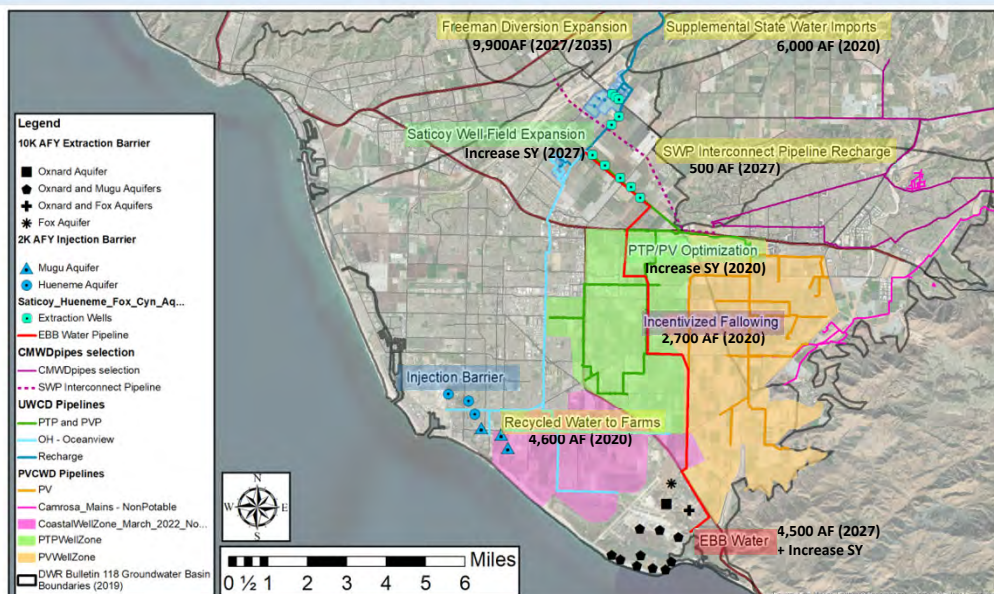 Freeman Diversion Expansion
9,900AF (2027/2035)
Supplemental State Water Imports
6,000 AF (2020)
Saticoy Well-Field Expansion
Increase SY (2027)
SWP Interconnect Pipeline Recharge
500 AF (2027)
PTP/PV Optimization
Increase SY (2020)
Incentivized Fallowing
2,700 AF (2020)
Injection Barrier
Recycled Water to Farms
4,600 AF (2020)
EBB Water
4,500 AF (2027)
+ Increase SY
Legend
10K AFY Extraction Barrier
Oxnard Aquifer
Oxnard and Mugu Aquifers
Oxnard and Fox Aquifers
Fox Aquifer
2K AFY Injection Barrier
Mugu Aquifer
Hueneme Aquifer
Saticoy_Hueneme_Fox_Cyn_Aq...
Extraction Wells
EBB Water Pipeline
CMWDpipes selection
CMWDpipes selection
SWP Interconnect Pipeline
UWCD Pipelines
PTP and PVP
OH - Oceanview
Recharge
PVCWD Pipelines
PV
Camrosa_Mains - NonPotable
CoastalWellZone_March_2022_No...
PTPWellZone
PVWellZone
DWR Bulletin 118 Groundwater Basin
Boundaries (2019)
N
W E
S
Miles
0 ½ 1 2 3 4 5 6